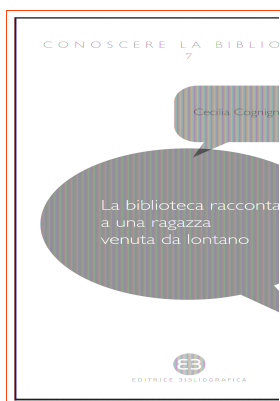 CONOSCERE LA BIBLIO
7
Cecilia Cognign
La biblioteca racconta
a una ragazza
venuta da lontano
EB
EDITRICE BIBLIOGRAFICA